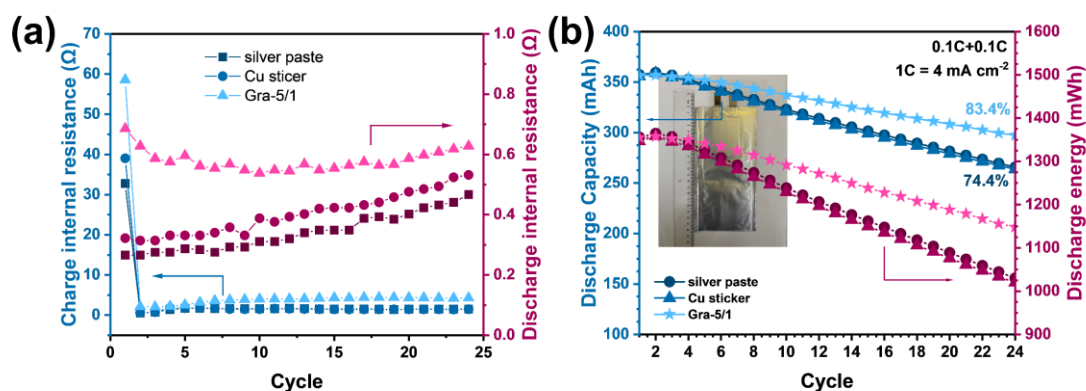 (a)
Charge internal resistance (Ω)
70
60
50
40
30
20
10
0
silver paste
Cu sticer
Gra-5/1
1.0
0.8
0.6
0.4
0.2
0.0
Discharge internal resistance (Ω)
0 5 10 15 20 25
Cycle
(b)
Discharge Capacity (mAh)
400
350
300
250
200
150
100
0.1C+0.1C
1C = 4 mA cm-2
83.4%
74.4%
silver paste
Cu sticker
Gra-5/1
1600
1500
1400
1300
1200
1100
1000
900
Discharge energy (mWh)
2 4 6 8 10 12 14 16 18 20 22 24
Cycle